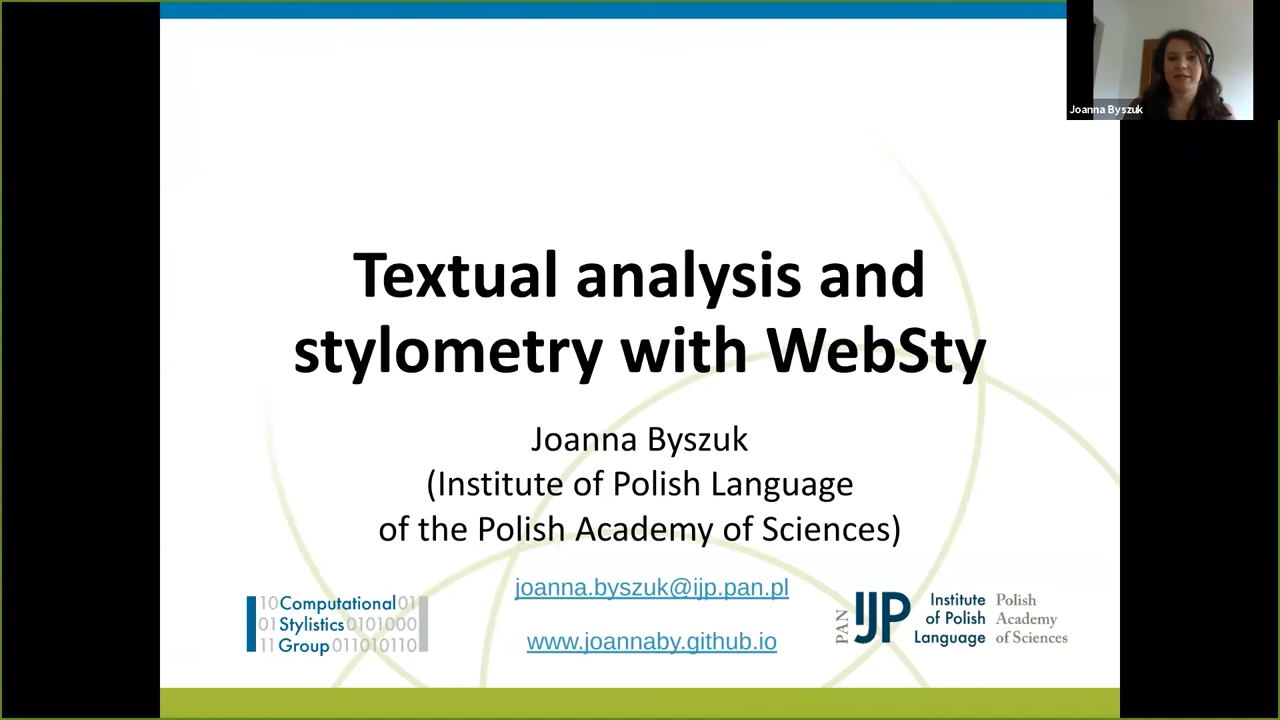 Joanna Byszuk
Textual analysis and
stylometry with WebSty
Joanna Byszuk
(Institute of Polish Language
of the Polish Academy of Sciences)
joanna.byszuk@ijp.pan.pl
www.joannaby.github.io
10Computational01
01Stylistics0101000
11Group011010110
PAN
IJP
Institute
of Polish
Language
Polish
Academy
of Sciences